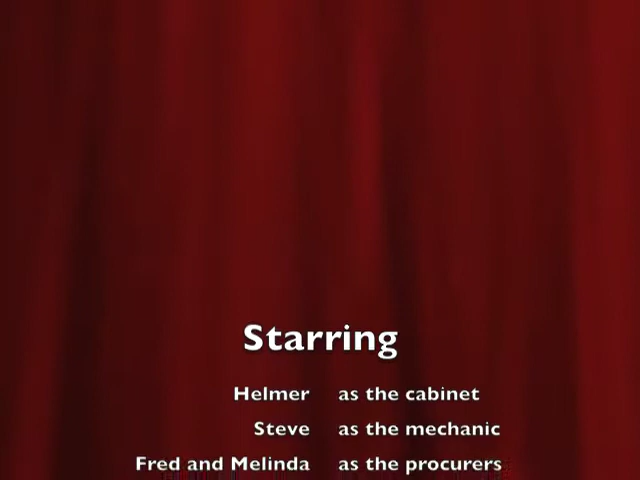 Starring
Helmer as the cabinet
Steve as the mechanic
Fred and Melinda as the procurers